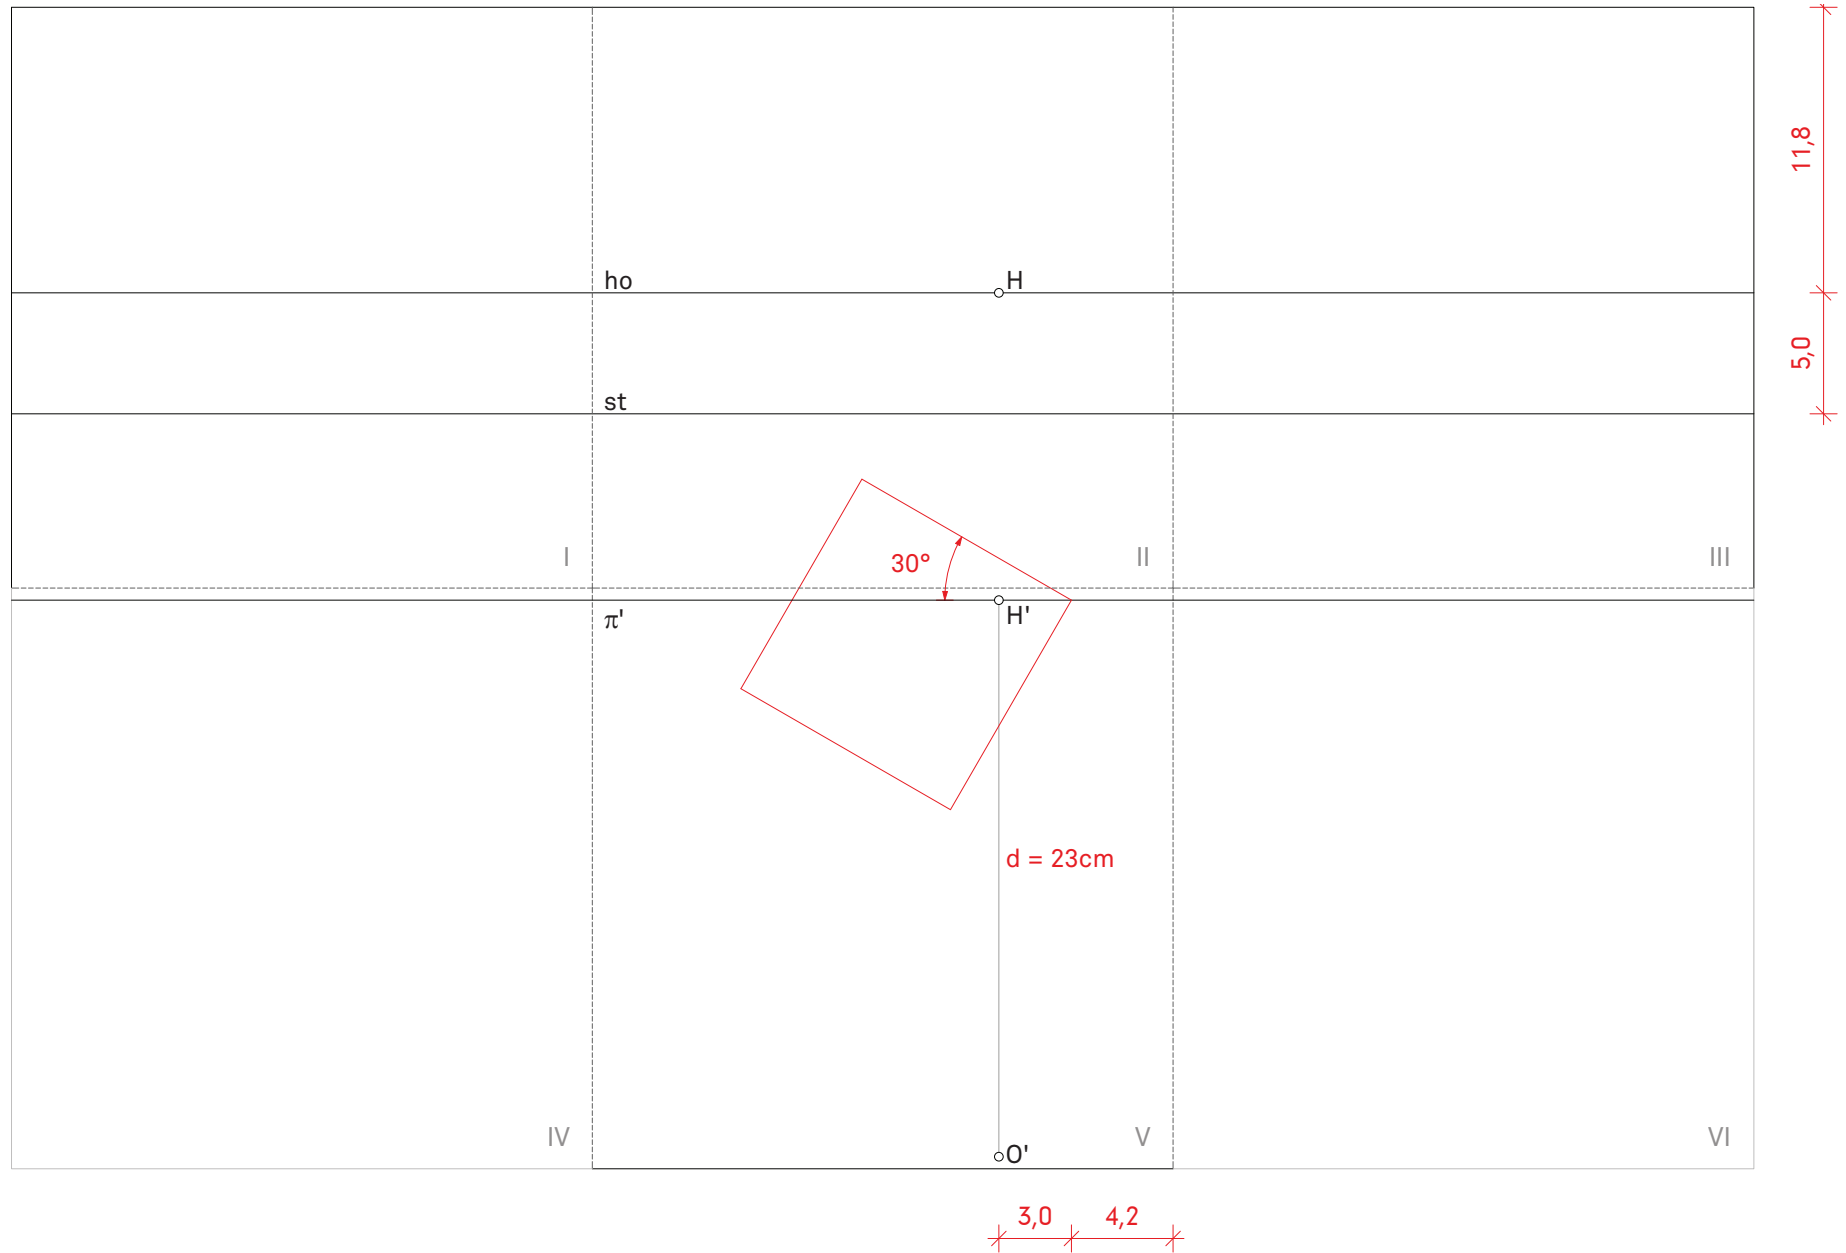 11,8
ho
H
5,0
st
I
II
III
30°
π'
H'
d = 23cm
IV
V
VI
O'
3,0
4,2